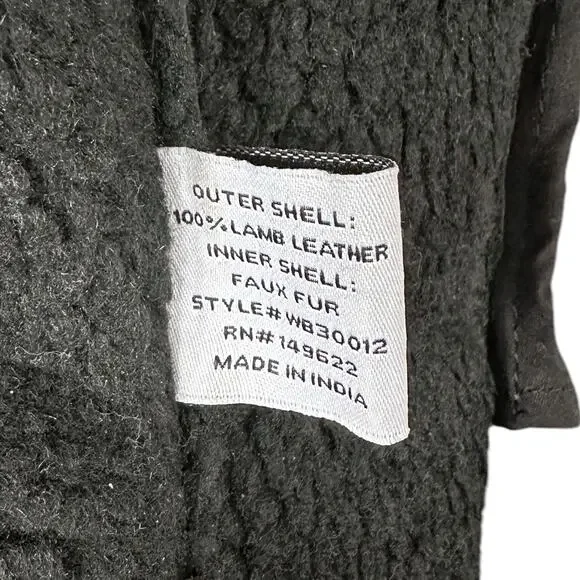 OUTER SHELL:
100% LAMB LEATHER
INNER SHELL:
FAUX FUR
STYLE# WB30012
RN# 149622
MADE IN INDIA